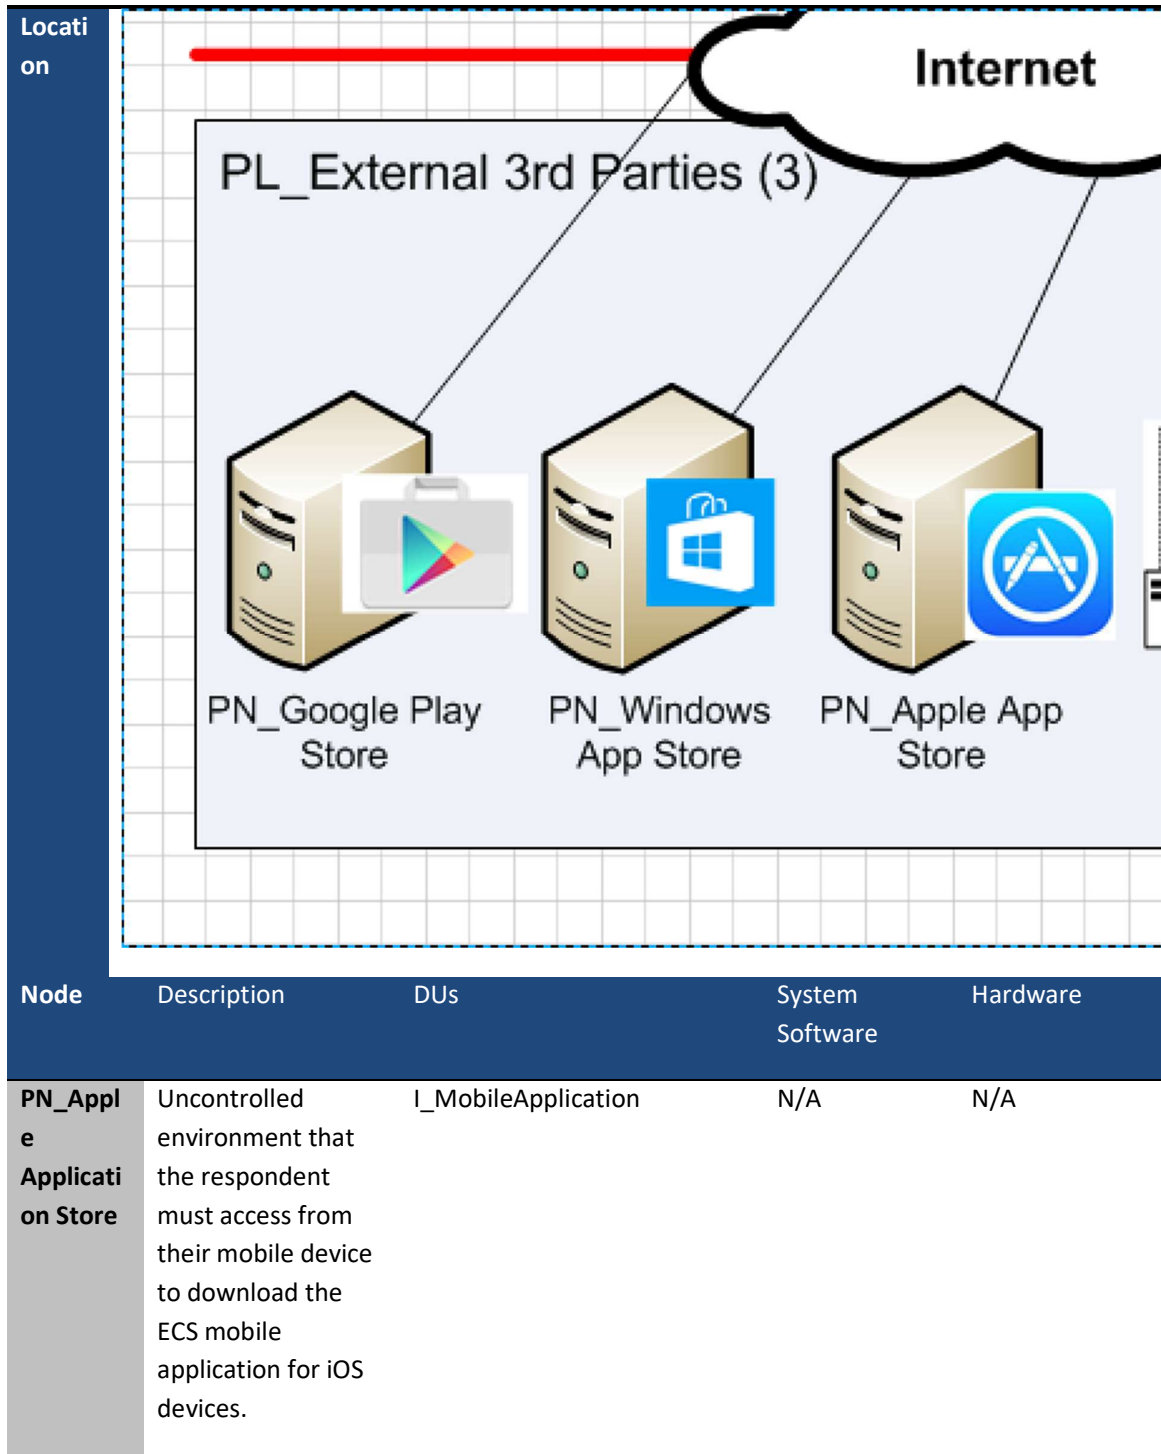 Locati
on
Internet
PL_External 3rd Parties (3)
PN_Google Play
Store
PN_Windows
App Store
PN_Apple App
Store
Node Description DUs System
Software Hardware
PN_Appl
e
Applicati
on Store
Uncontrolled
environment that
the respondent
must access from
their mobile device
to download the
ECS mobile
application for iOS
devices.
I_MobileApplication
N/A
N/A